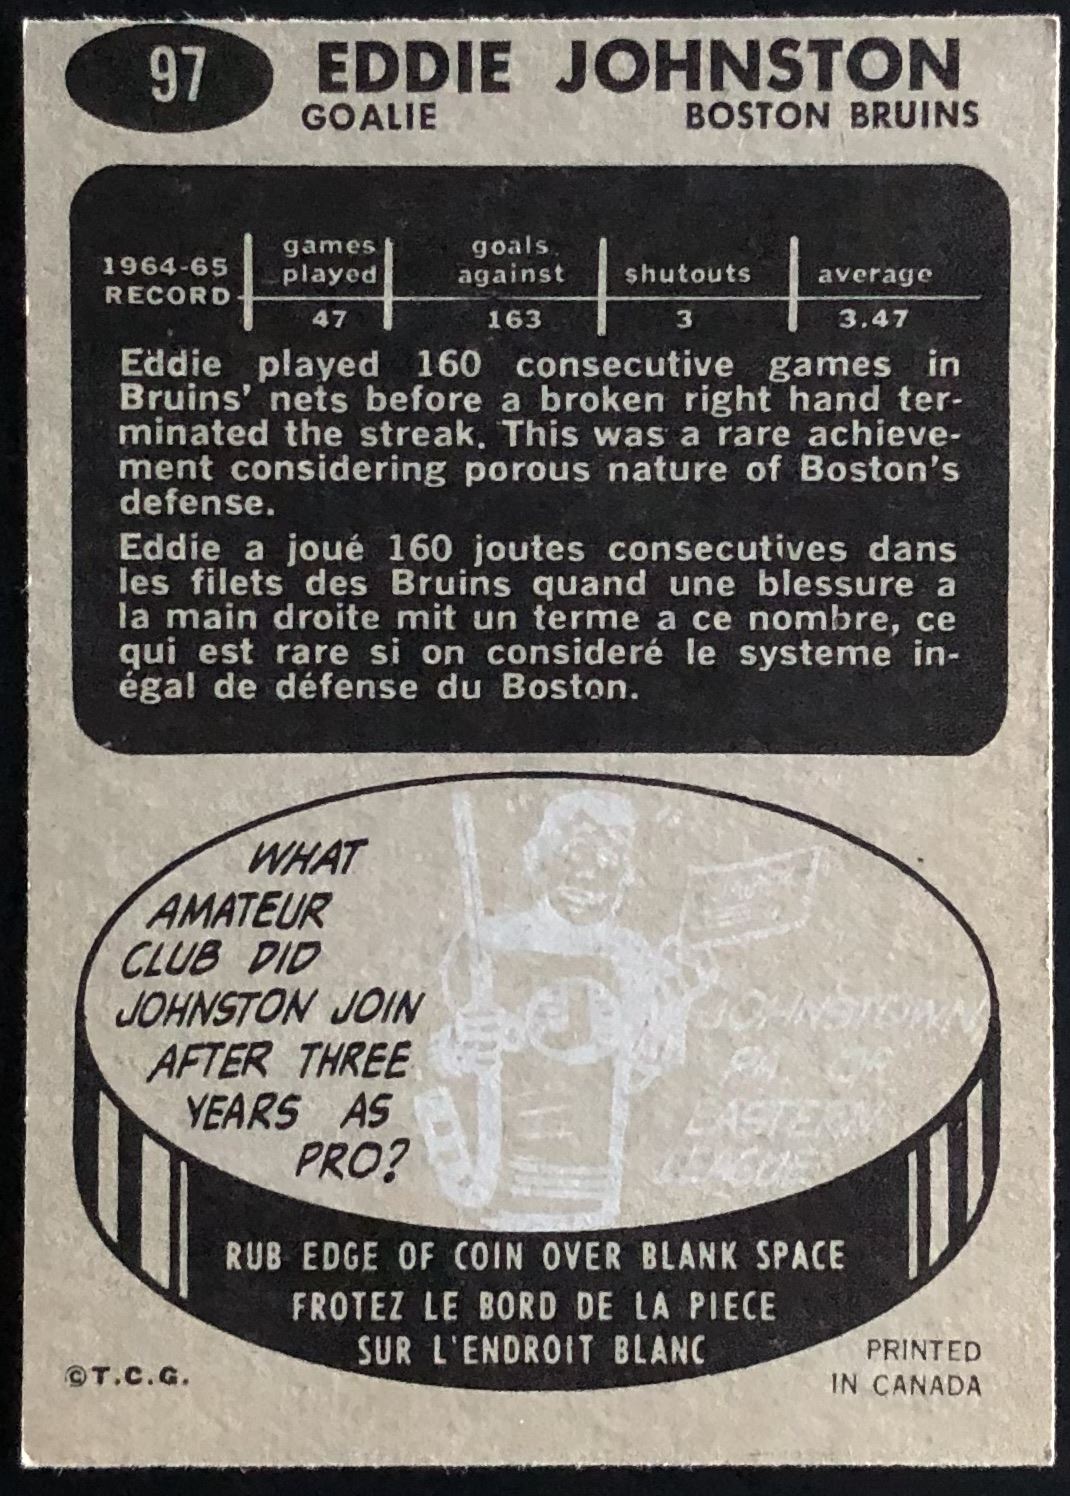 97
EDDIE JOHNSTON
GOALIE BOSTON BRUINS
1964-65 RECORD games played goals against shutouts average
47 163 3 3.47
Eddie played 160 consecutive games in
Bruins' nets before a broken right hand ter-
minated the streak. This was a rare achieve-
ment considering porous nature of Boston's
defense.
Eddie a joué 160 joutes consecutives dans
les filets des Bruins quand une blessure a
la main droite mit un terme a ce nombre, ce
qui est rare si on consideré le systeme in-
égal de défense du Boston.
WHAT
AMATEUR
CLUB DID
JOHNSTON JOIN
AFTER THREE
YEARS AS
PRO?
JOHNSTOWN,
PA.
EASTERN
LEAGUE
RUB EDGE OF COIN OVER BLANK SPACE
FROTEZ LE BORD DE LA PIECE
SUR L'ENDROIT BLANC
©T.C.G.
PRINTED
IN CANADA